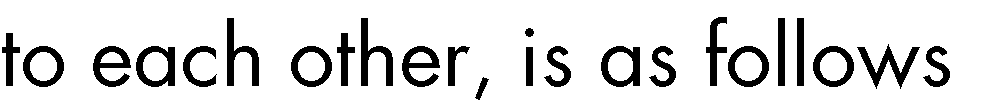 to each other, is as follows